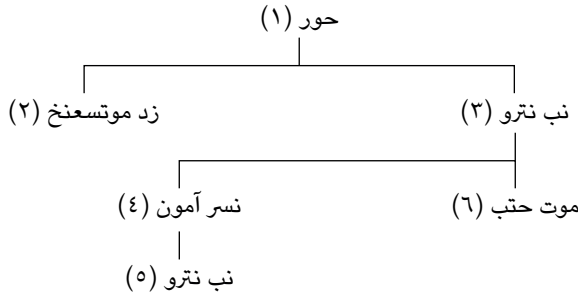 حور (١)
نب نترو (٣) زد موتسعنخ (٢)
موت حتب (٦) نسر آمون (٤)
نب نترو (٥)